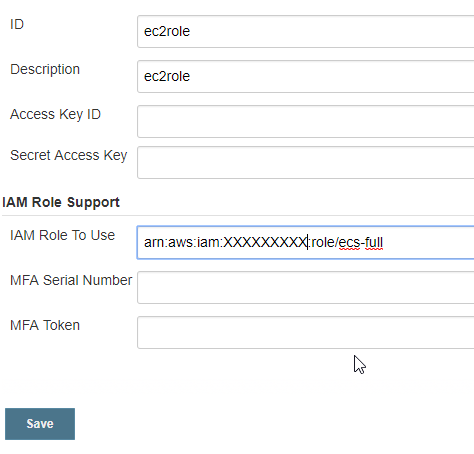 ID
ec2role
Description
ec2role
Access Key ID
Secret Access Key
IAM Role Support
IAM Role To Use
arn:aws:iam:XXXXXXXXX:role/ecs-full
MFA Serial Number
MFA Token
Save